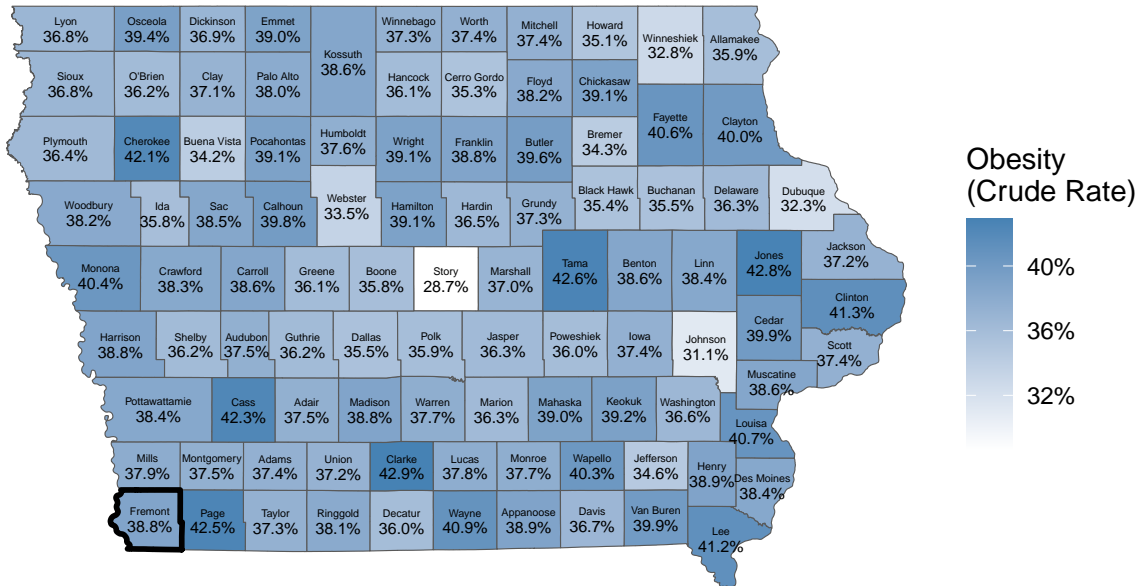 Lyon Osceola Dickinson Emmet Winnebago Worth Mitchell Howard Winneshiek Allamakee
36.8% 39.4% 36.9% 39.0% 37.3% 37.4% 37.4% 35.1% 32.8% 35.9%
Kossuth
38.6%
Sioux O'Brien Clay Palo Alto Hancock Cerro Gordo Floyd Chickasaw
36.8% 36.2% 37.1% 38.0% 36.1% 35.3% 38.2% 39.1%
Fayette Clayton
40.6% 40.0%
Plymouth Cherokee Buena Vista Pocahontas Humboldt Wright Franklin Butler Bremer
36.4% 42.1% 34.2% 39.1% 37.6% 39.1% 38.8% 39.6% 34.3%
Obesity
(Crude Rate)
Woodbury Ida Sac Calhoun Webster Hamilton Hardin Grundy Black Hawk Buchanan Delaware Dubuque
38.2% 35.8% 38.5% 39.8% 33.5% 39.1% 36.5% 37.3% 35.4% 35.5% 36.3% 32.3%
Monona Crawford Carroll Greene Boone Story Marshall Tama Benton Linn Jones Jackson
40.4% 38.3% 38.6% 36.1% 35.8% 28.7% 37.0% 42.6% 38.6% 38.4% 42.8% 37.2%
40%
Clinton
41.3%
Harrison Shelby Audubon Guthrie Dallas Polk Jasper Poweshiek Iowa Johnson Cedar Scott
38.8% 36.2% 37.5% 36.2% 35.5% 35.9% 36.3% 36.0% 37.4% 31.1% 39.9% 37.4%
36%
Muscatine
38.6%
32%
Pottawattamie Cass Adair Madison Warren Marion Mahaska Keokuk Washington
38.4% 42.3% 37.5% 38.8% 37.7% 36.3% 39.0% 39.2% 36.6%
Louisa
40.7%
Mills Montgomery Adams Union Clarke Lucas Monroe Wapello Jefferson Henry Des Moines
37.9% 37.5% 37.4% 37.2% 42.9% 37.8% 37.7% 40.3% 34.6% 38.9% 38.4%
Fremont Page Taylor Ringgold Decatur Wayne Appanoose Davis Van Buren Lee
38.8% 42.5% 37.3% 38.1% 36.0% 40.9% 38.9% 36.7% 39.9% 41.2%